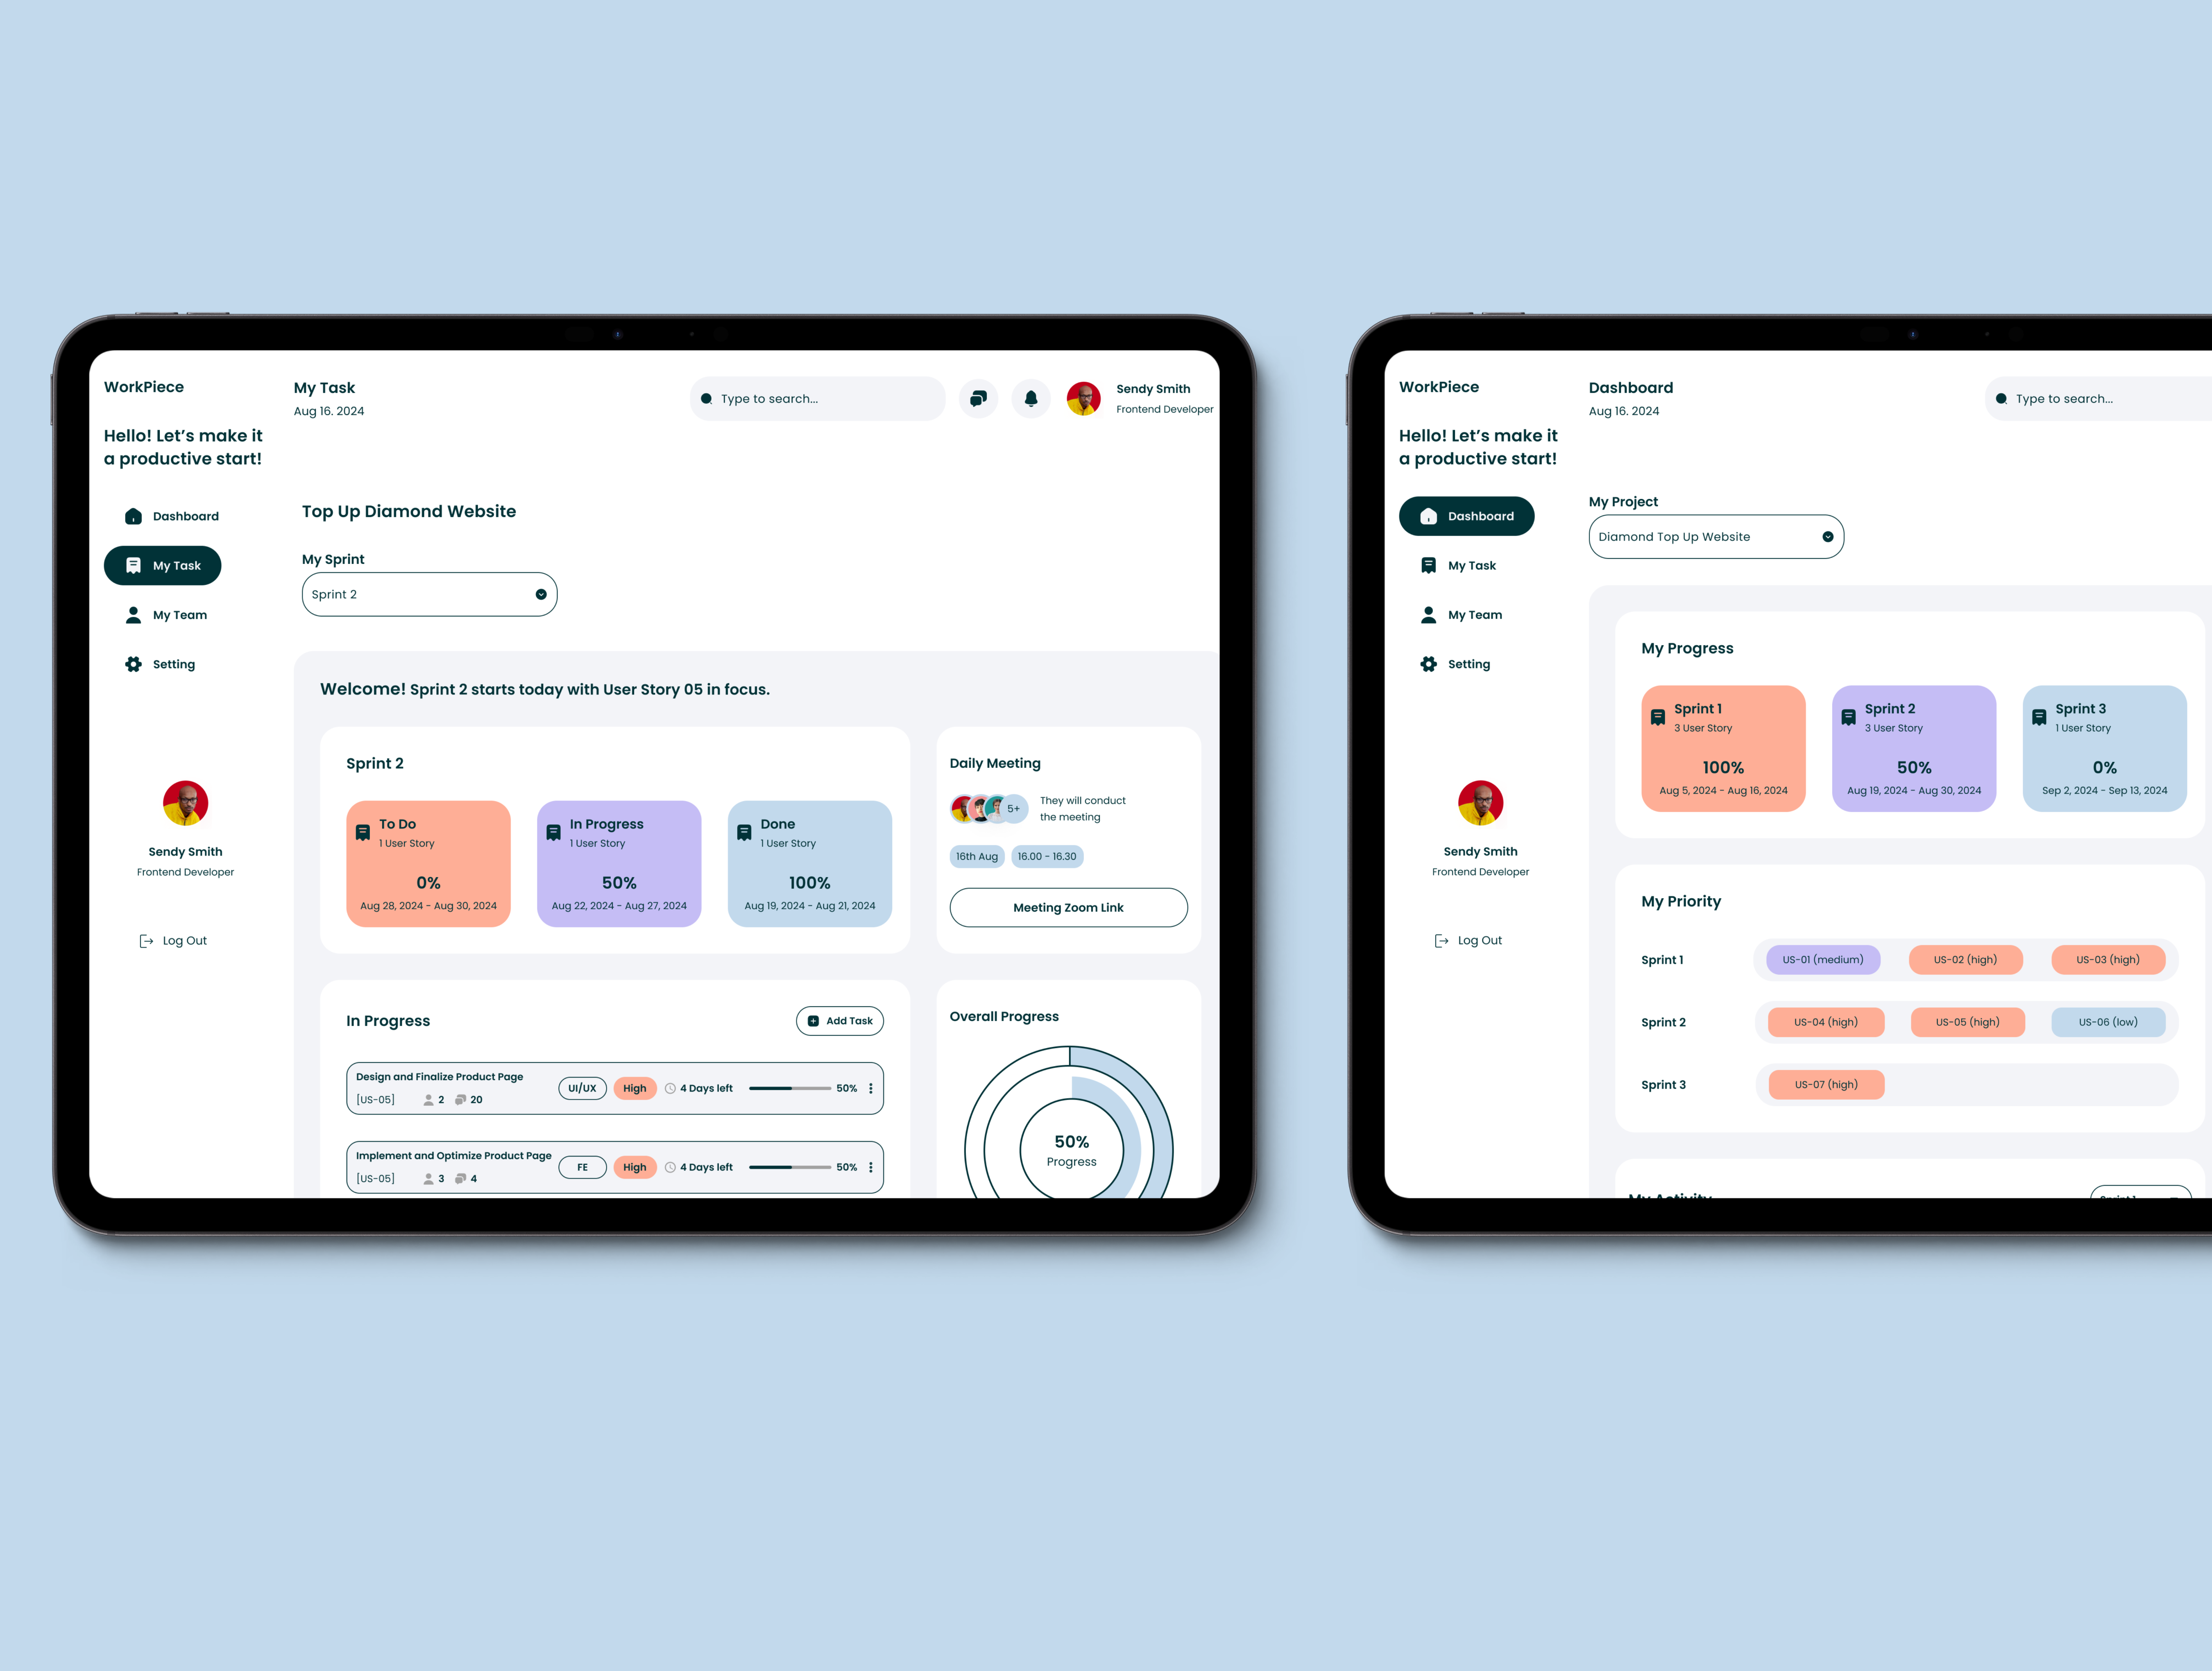 WorkPiece
Hello! Let’s make it
a productive start!
Dashboard
My Task
My Team
Setting
Sendy Smith
Frontend Developer
Log Out
My Task
Aug 16. 2024
Type to search...
Sendy Smith
Frontend Developer
Top Up Diamond Website
My Sprint
Sprint 2
Welcome! Sprint 2 starts today with User Story 05 in focus.
Sprint 2
To Do
1 User Story
0%
Aug 28, 2024 - Aug 30, 2024
In Progress
1 User Story
50%
Aug 22, 2024 - Aug 27, 2024
Done
1 User Story
100%
Aug 19, 2024 - Aug 21, 2024
Daily Meeting
5+
They will conduct
the meeting
16th Aug
16.00 - 16.30
Meeting Zoom Link
In Progress
Add Task
Design and Finalize Product Page
[US-05]
2
20
UI/UX
High
4 Days left
50%
Implement and Optimize Product Page
[US-05]
3
4
FE
High
4 Days left
50%
Overall Progress
50%
Progress
WorkPiece
Hello! Let’s make it
a productive start!
Dashboard
My Task
My Team
Setting
Sendy Smith
Frontend Developer
Log Out
Dashboard
Aug 16. 2024
Type to search...
My Project
Diamond Top Up Website
My Progress
Sprint 1
3 User Story
100%
Aug 5, 2024 - Aug 16, 2024
Sprint 2
3 User Story
50%
Aug 19, 2024 - Aug 30, 2024
Sprint 3
1 User Story
0%
Sep 2, 2024 - Sep 13, 2024
My Priority
Sprint 1
US-01 (medium)
US-02 (high)
US-03 (high)
Sprint 2
US-04 (high)
US-05 (high)
US-06 (low)
Sprint 3
US-07 (high)
My Activity